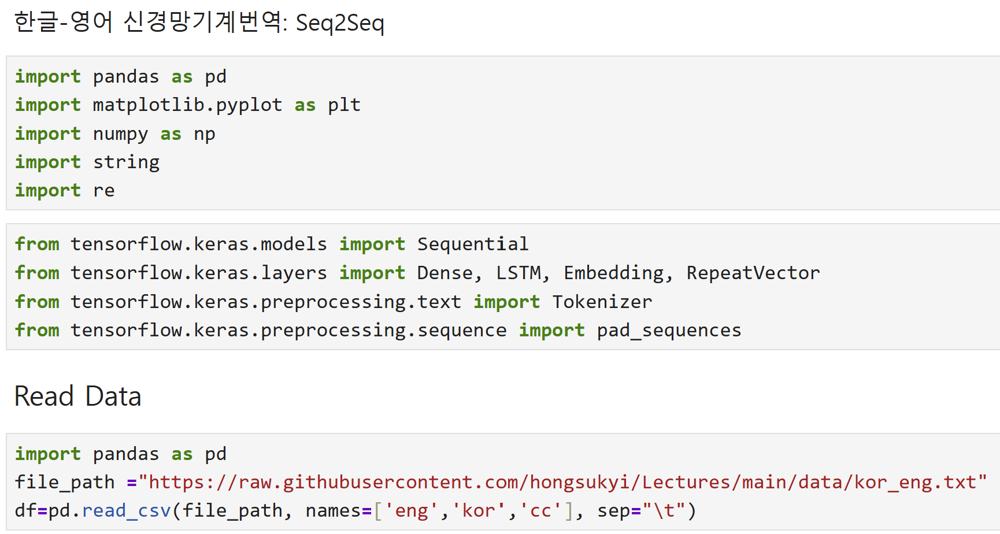 한글-영어 신경망기계번역: Seq2Seq
import pandas as pd
import matplotlib.pyplot as plt
import numpy as np
import string
import re
from tensorflow.keras.models import Sequential
from tensorflow.keras.layers import Dense, LSTM, Embedding, RepeatVector
from tensorflow.keras.preprocessing.text import Tokenizer
from tensorflow.keras.preprocessing.sequence import pad_sequences
Read Data
import pandas as pd
file_path ="https://raw.githubusercontent.com/hongsukyi/Lectures/main/data/kor_eng.txt"
df=pd.read_csv(file_path, names=['eng','kor','cc'], sep="\t")